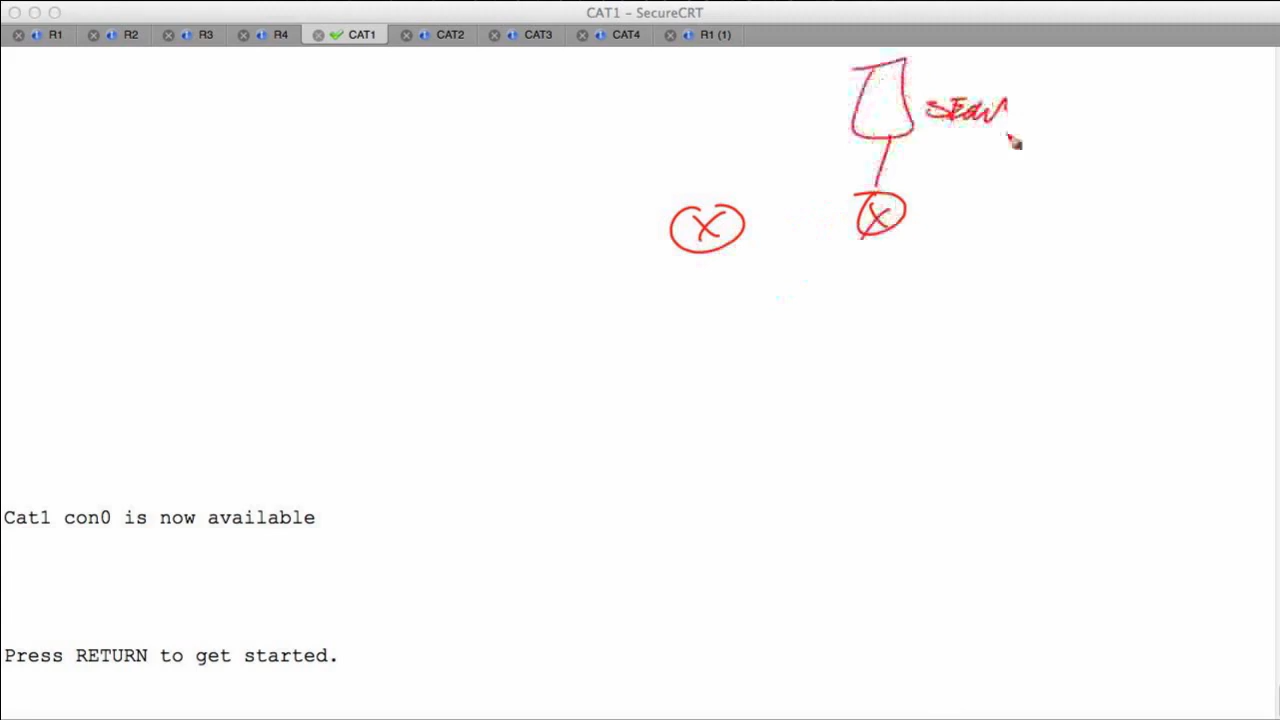 CAT1 – SecureCRT
R1 R2 R3 R4 CAT1 CAT2 CAT3 CAT4 R1 (1)
X X
Cat1 con0 is now available
Press RETURN to get started.